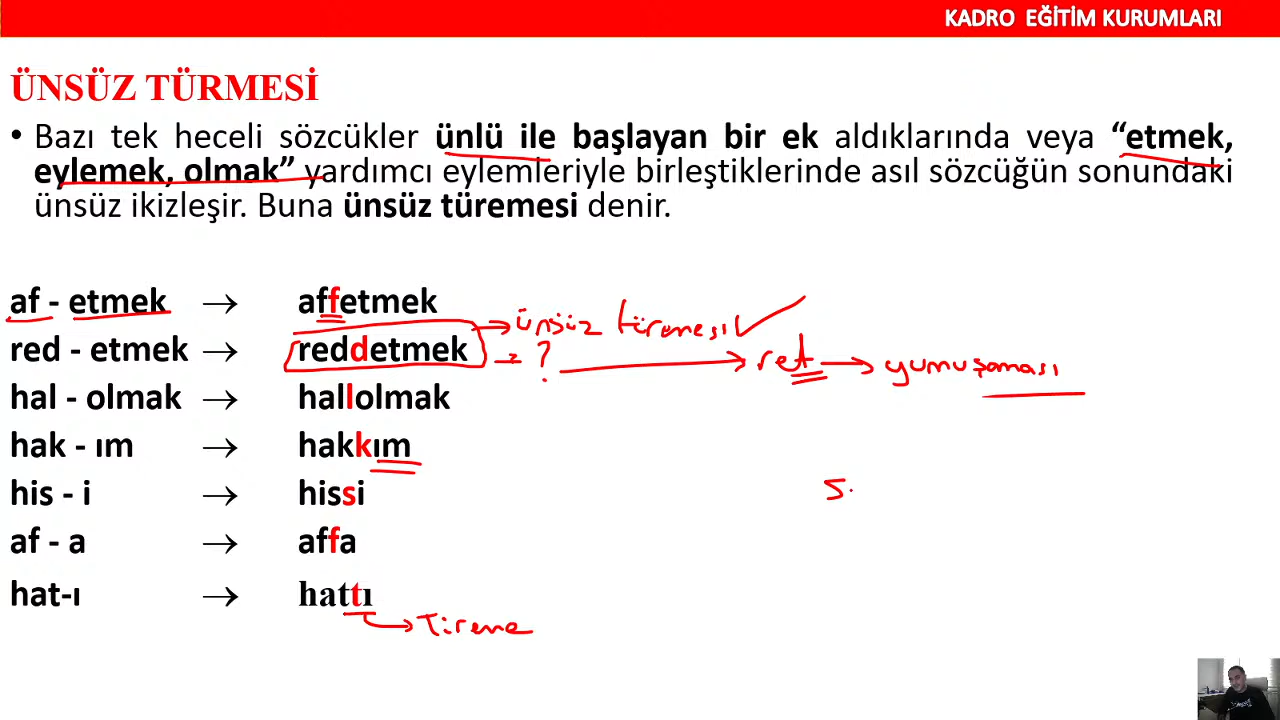 KADRO EĞİTİM KURUMLARI
ÜNSÜZ TÜRMESİ
• Bazı tek heceli sözcükler ünlü ile başlayan bir ek aldıklarında veya “etmek,
eylemek, olmak” yardımcı eylemleriyle birleştiklerinde asıl sözcüğün sonundaki
ünsüz ikizleşir. Buna ünsüz türemesi denir.
af - etmek → affetmek
→ ünsüz türemesi ✓
red - etmek → reddetmek → ? → ret → yumuşaması
hal - olmak → hallolmak
hak - ım → hakkım
his - i → hissi
af - a → affa
hat-ı → hattı
→ Türeme